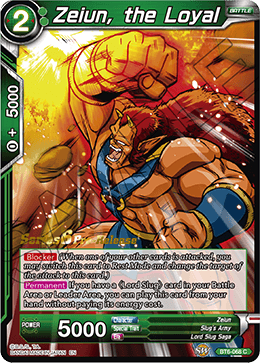 2
Zeiun, the Loyal
BATTLE
0 + 5000
Blocker (When one of your other cards is attacked, you
may switch this card to Rest Mode and change the target of
the attack to this card.)
Permanent If you have a 《Lord Slug》 card in your Battle
Area or Leader Area, you can play this card from your
hand without paying its energy cost.
POWER
5000
Character
Zeiun
Special Trait
Slug's Army
Era
Lord Slug Saga
BT6-068 C